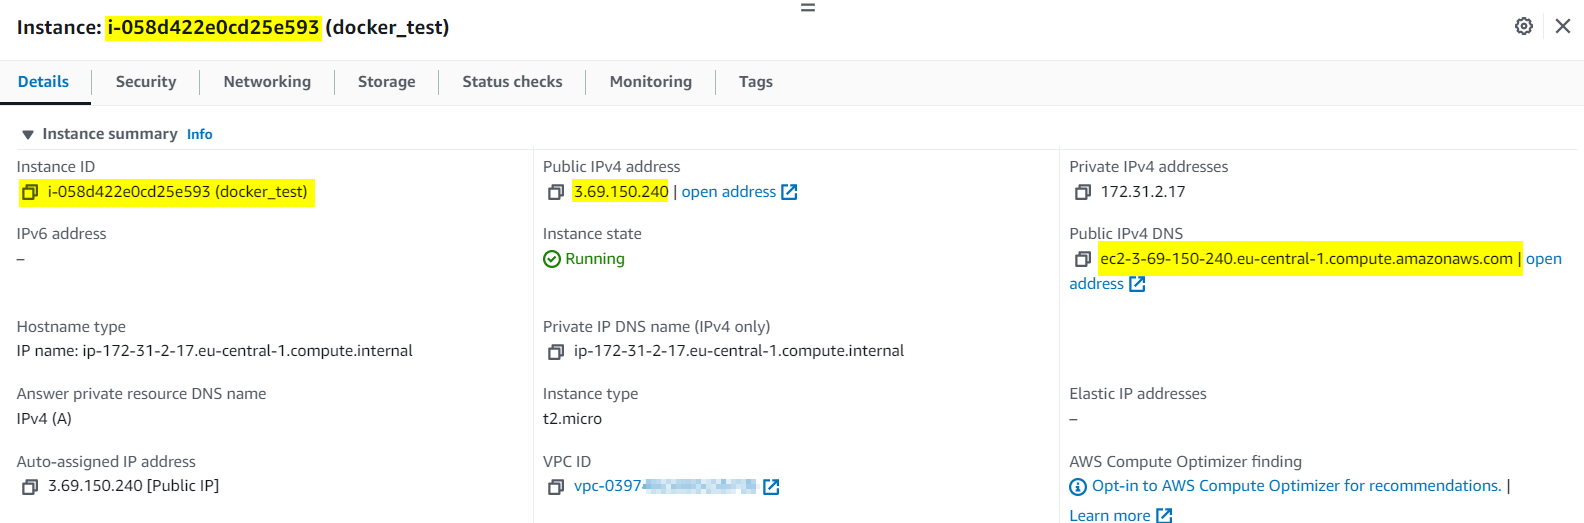 Instance: i-058d422e0cd25e593 (docker_test)
Details
Security
Networking
Storage
Status checks
Monitoring
Tags
Instance summary Info
Instance ID
i-058d422e0cd25e593 (docker_test)
Public IPv4 address
3.69.150.240 | open address
Private IPv4 addresses
172.31.2.17
IPv6 address
–
Instance state
Running
Public IPv4 DNS
ec2-3-69-150-240.eu-central-1.compute.amazonaws.com | open
address
Hostname type
IP name: ip-172-31-2-17.eu-central-1.compute.internal
Private IP DNS name (IPv4 only)
ip-172-31-2-17.eu-central-1.compute.internal
Answer private resource DNS name
IPv4 (A)
Instance type
t2.micro
Elastic IP addresses
–
Auto-assigned IP address
3.69.150.240 [Public IP]
VPC ID
vpc-0397
AWS Compute Optimizer finding
Opt-in to AWS Compute Optimizer for recommendations. |
Learn more